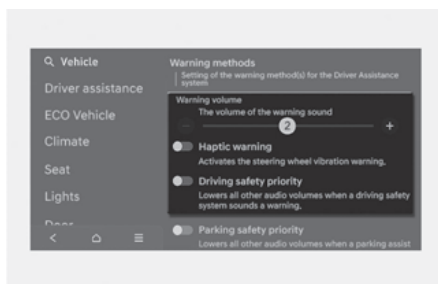 Vehicle
Driver assistance
ECO Vehicle
Climate
Seat
Lights
Door
Warning methods
Setting of the warning method(s) for the Driver Assistance
system
Warning volume
The volume of the warning sound
2
Haptic warning
Activates the steering wheel vibration warning.
Driving safety priority
Lowers all other audio volumes when a driving safety
system sounds a warning.
Parking safety priority
Lowers all other audio volumes when a parking assist